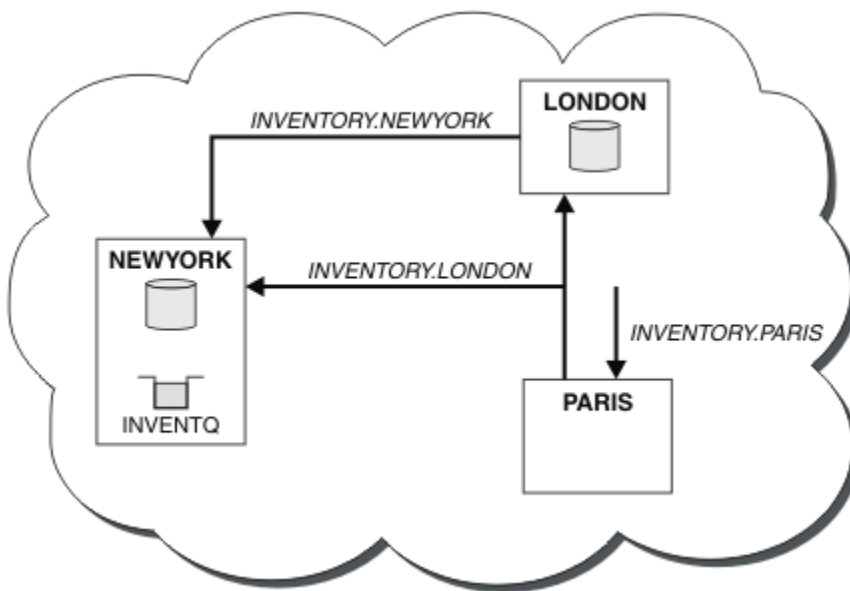 LONDON
INVENTORY.NEWYORK
NEWYORK
INVENTORY.LONDON
INVENTORY.PARIS
PARIS
INVENTQ